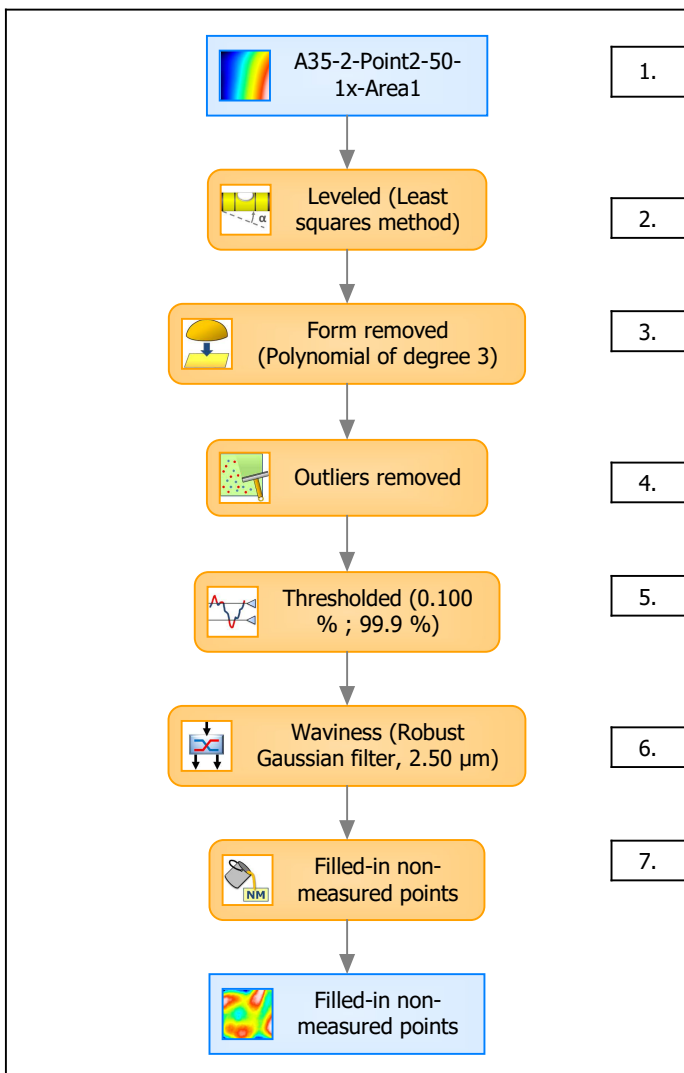 A35-2-Point2-50-
1x-Area1
1.
Leveled (Least
squares method)
α
2.
Form removed
(Polynomial of degree 3)
3.
Outliers removed
4.
Thresholded (0.100
% ; 99.9 %)
5.
Waviness (Robust
Gaussian filter, 2.50 µm)
6.
Filled-in non-
measured points
NM
7.
Filled-in non-
measured points